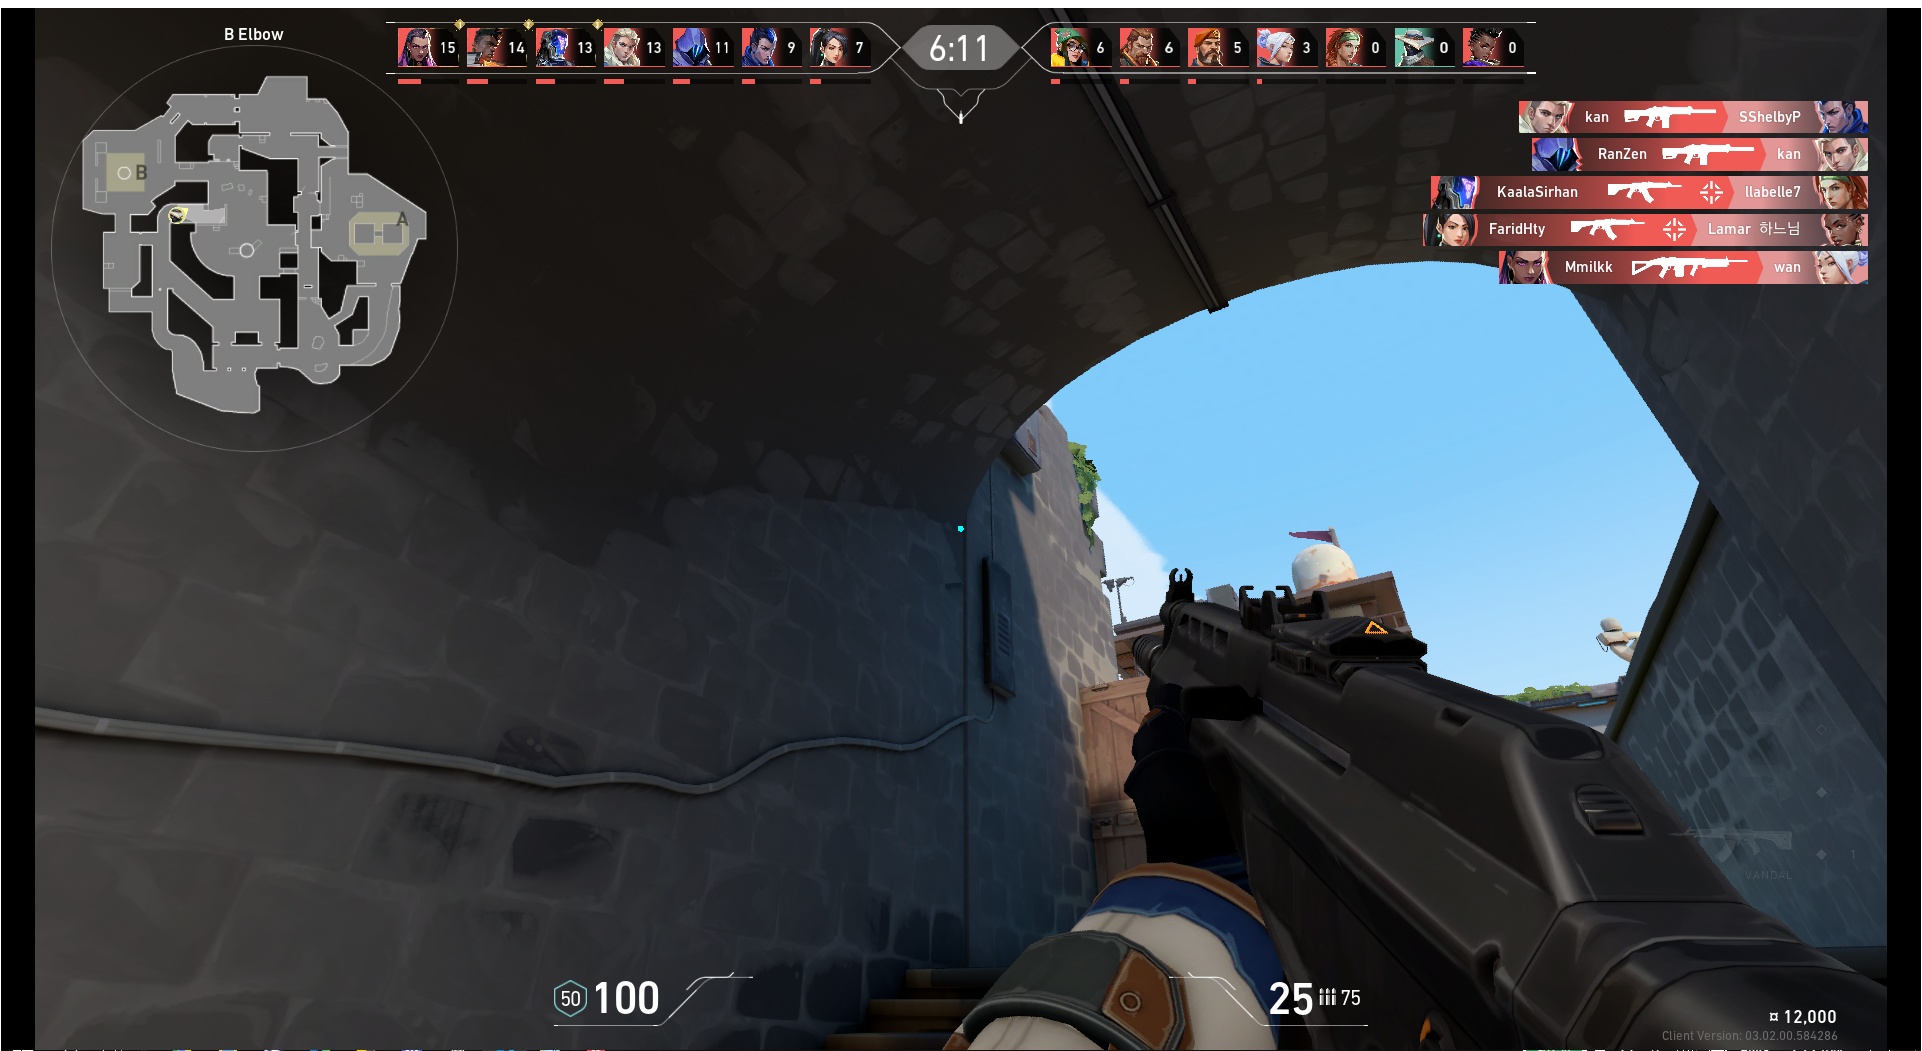 B Elbow
15 14 13 13 11 9 7 6:11 6 6 5 3 0 0 0
kan SShelbyP
RanZen kan
B
KaalaSirhan llabelle7
A
FaridHty Lamar 하느님
Mmilkk wan
1
VANDAL
50 100 25 75
¤ 12,000
Client Version: 03.02.00.584286